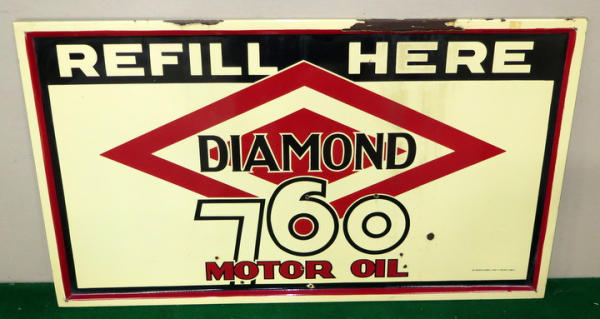 REFILL HERE
DIAMOND
760
MOTOR OIL